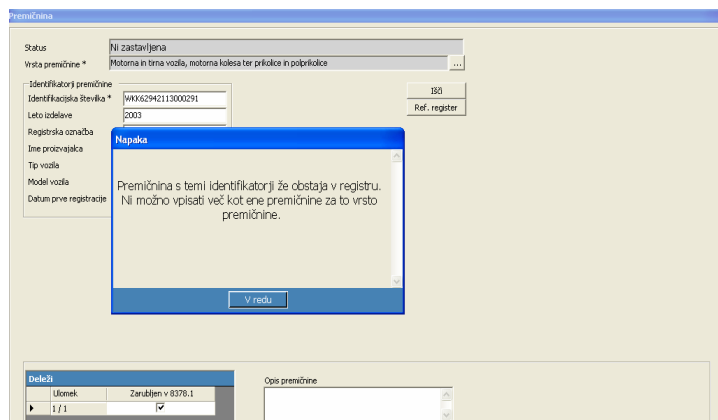 Premičnina
Status Ni zastavljena
Vrsta premičnine * Motorna in tirna vozila, motorna kolesa ter prikolice in polprikolice ...
Identifikatorji premičnine
Identifikacijska številka * WKK62942113000291
Išči
Leto izdelave 2003
Ref. register
Registrska označba
Ime proizvajalca
Tip vozila
Model vozila
Datum prve registracije
Napaka
Premičnina s temi identifikatorji že obstaja v registru.
Ni možno vpisati več kot ene premičnine za to vrsto
premičnine.
V redu
Deleži
Opis premičnine
Ulomek Zarubljen v 8378.1
1 / 1